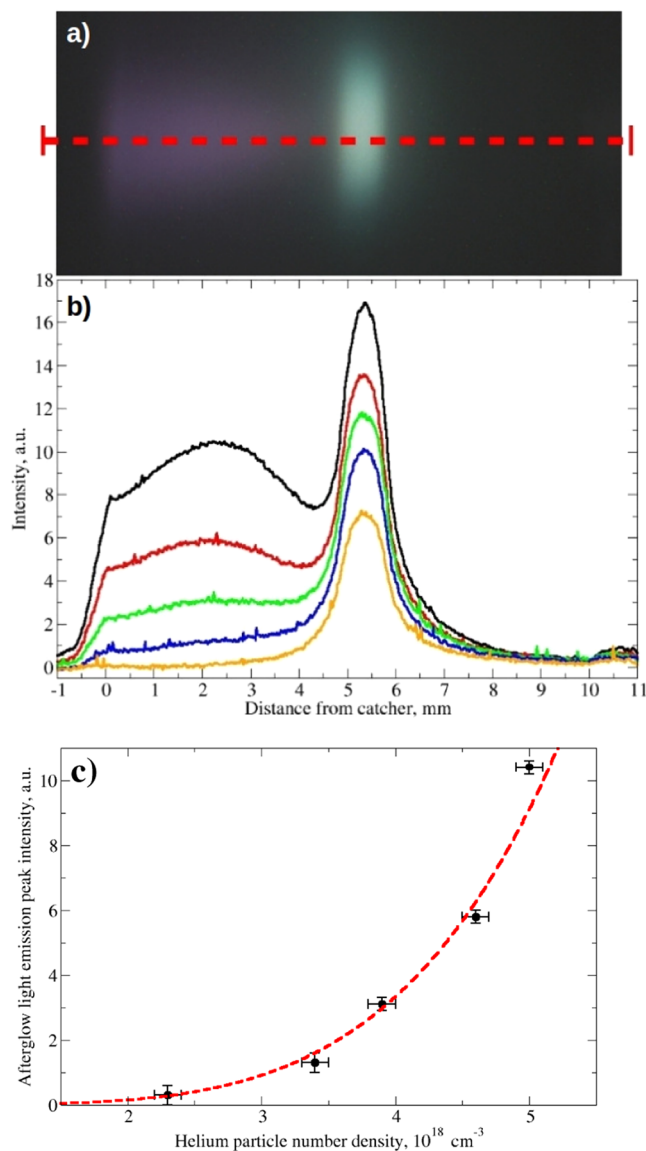 a)
18
b)
16
14
12
10
8
6
4
2
0
Intensity, a.u.
-1 0 1 2 3 4 5 6 7 8 9 10 11
Distance from catcher, mm
c)
10
8
6
4
2
0
Afterglow light emission peak intensity, a.u.
2 3 4 5
Helium particle number density, 10¹⁸ cm⁻³